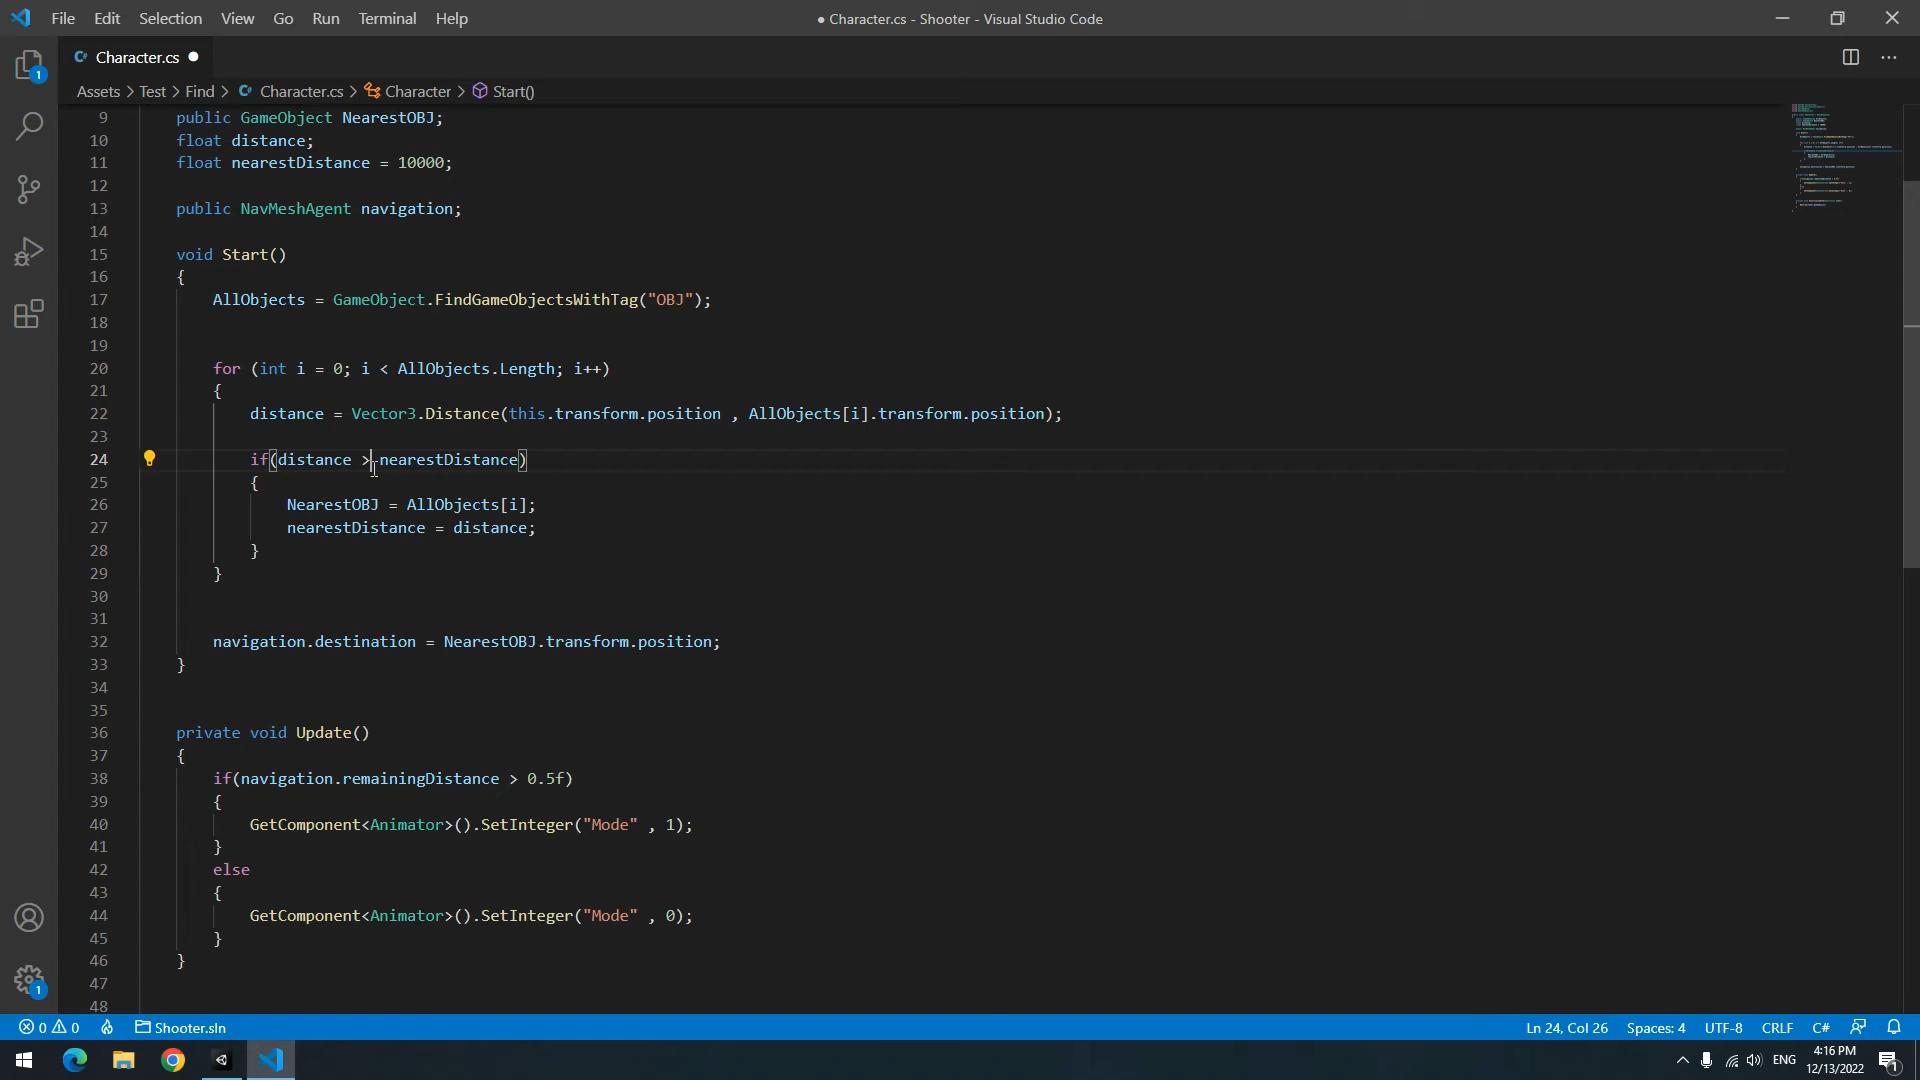 File Edit Selection View Go Run Terminal Help
● Character.cs - Shooter - Visual Studio Code
Character.cs
Assets > Test > Find > Character.cs > Character > Start()
9 public GameObject NearestOBJ;
10 float distance;
11 float nearestDistance = 10000;
12
13 public NavMeshAgent navigation;
14
15 void Start()
16 {
17 AllObjects = GameObject.FindGameObjectsWithTag("OBJ");
18
19
20 for (int i = 0; i < AllObjects.Length; i++)
21 {
22 distance = Vector3.Distance(this.transform.position , AllObjects[i].transform.position);
23
24 if(distance > nearestDistance)
25 {
26 NearestOBJ = AllObjects[i];
27 nearestDistance = distance;
28 }
29 }
30
31
32 navigation.destination = NearestOBJ.transform.position;
33 }
34
35
36 private void Update()
37 {
38 if(navigation.remainingDistance > 0.5f)
39 {
40 GetComponent<Animator>().SetInteger("Mode" , 1);
41 }
42 else
43 {
44 GetComponent<Animator>().SetInteger("Mode" , 0);
45 }
46 }
47
48
1
1
0 0 Shooter.sln Ln 24, Col 26 Spaces: 4 UTF-8 CRLF C#
ENG 4:16 PM
12/13/2022
1